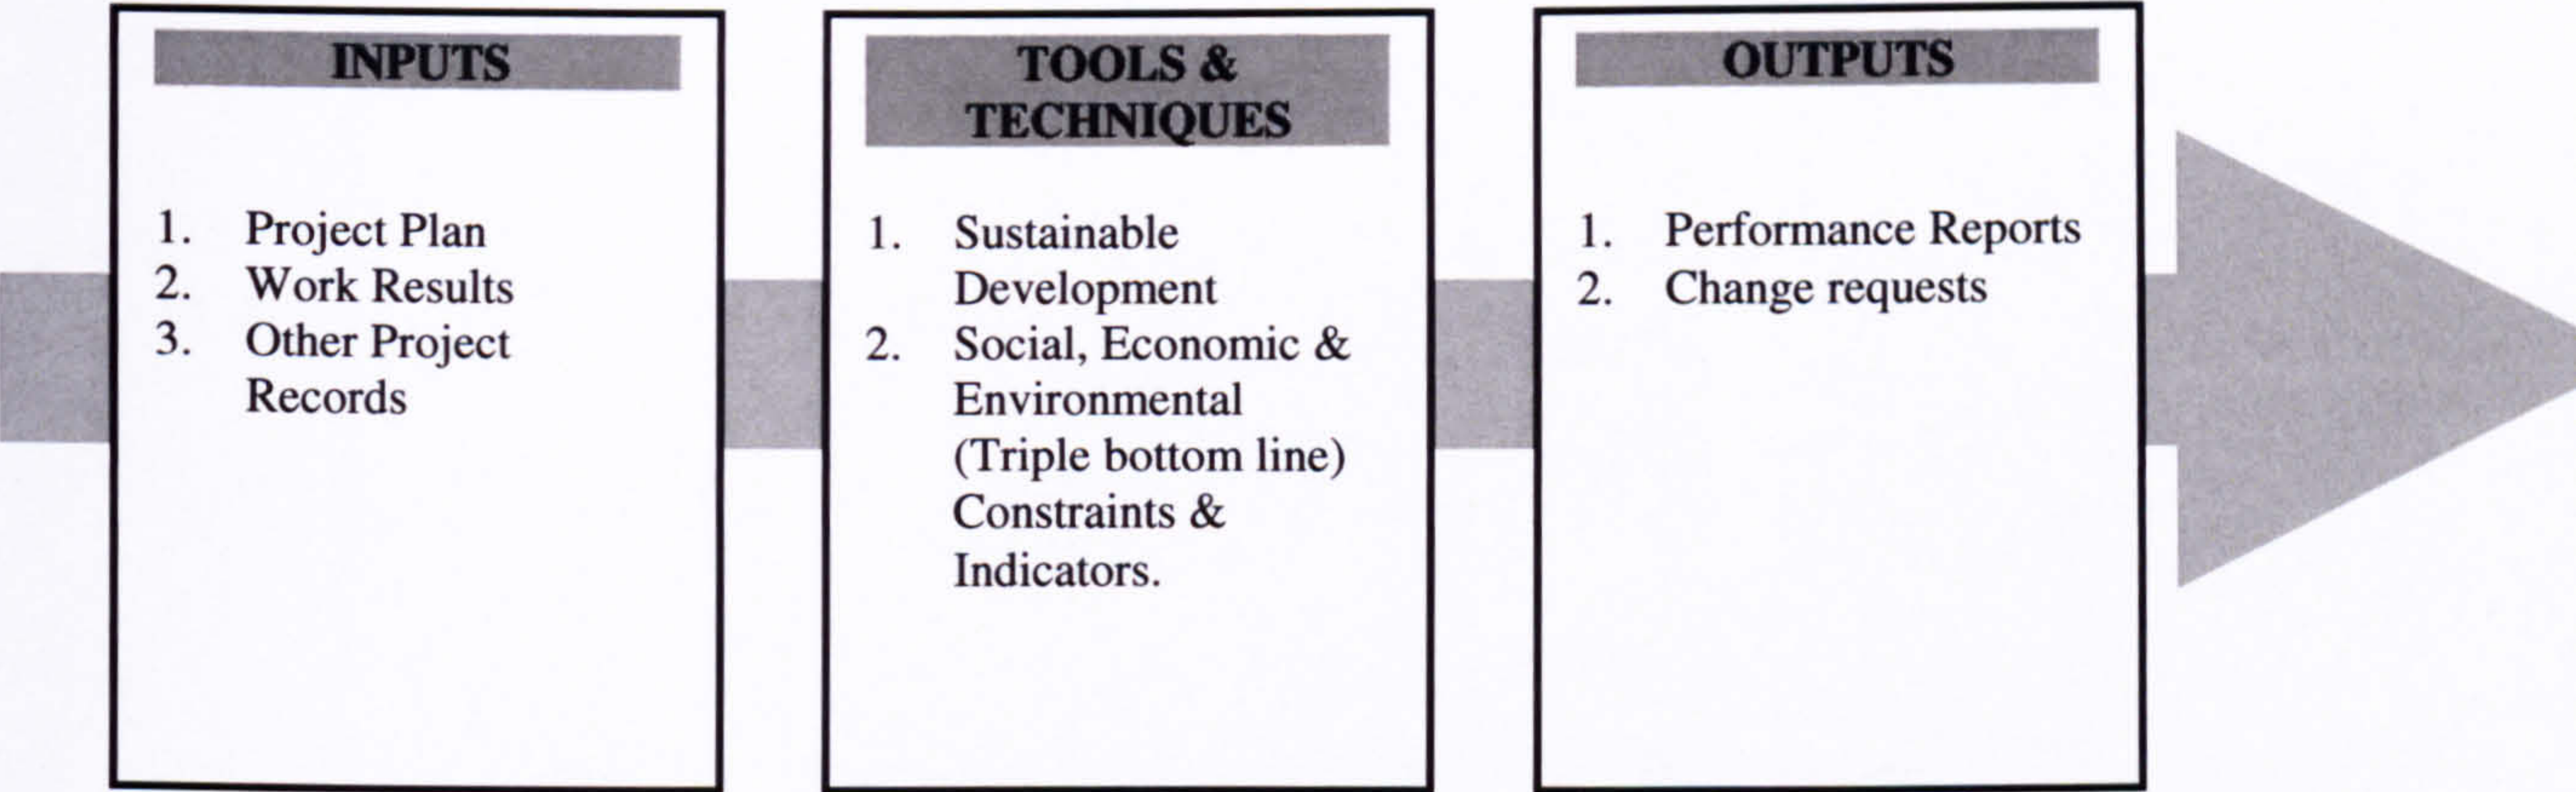 INPUTS
1. Project Plan
2. Work Results
3. Other Project
Records
TOOLS &
TECHNIQUES
1. Sustainable
Development
2. Social, Economic &
Environmental
(Triple bottom line)
Constraints &
Indicators.
OUTPUTS
1. Performance Reports
2. Change requests